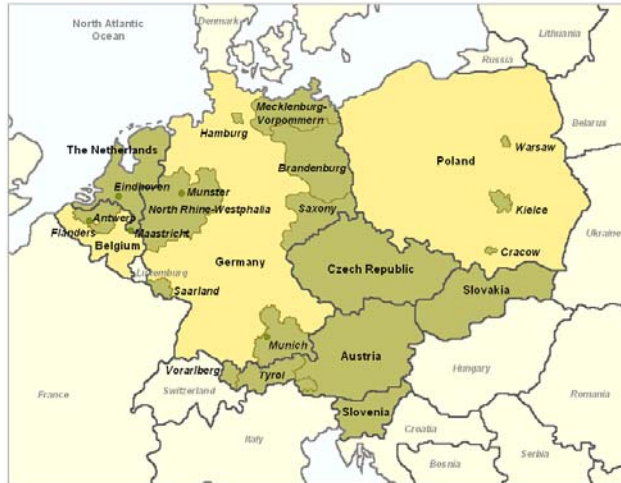 North Atlantic
Ocean
Denmark
Lithuania
Russia
Mecklenburg-
Vorpommern
Hamburg
Belarus
The Netherlands
Warsaw
Brandenburg
Poland
Eindhoven
Munster
North Rhine-Westphalia
Saxony
Kielce
Antwerp
Flanders
Maastricht
Ukraine
Belgium
Cracow
Germany
Czech Republic
Luxemburg
Slovakia
Saarland
Munich
Austria
Vorarlberg
Tyrol
Hungary
Switzerland
France
Romania
Slovenia
Croatia
Italy
Serbia
Bosnia